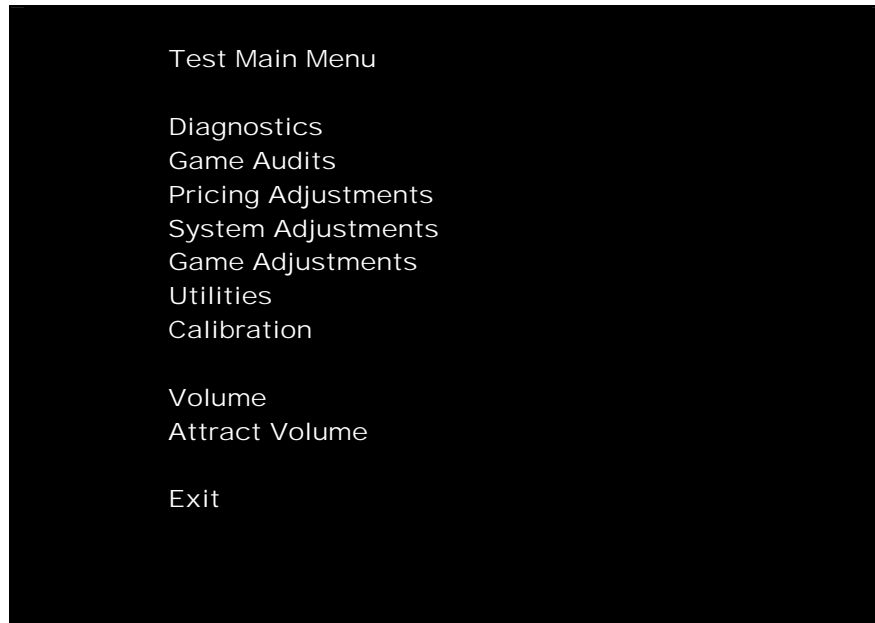 Test Main Menu
Diagnostics
Game Audits
Pricing Adjustments
System Adjustments
Game Adjustments
Utilities
Calibration
Volume
Attract Volume
Exit